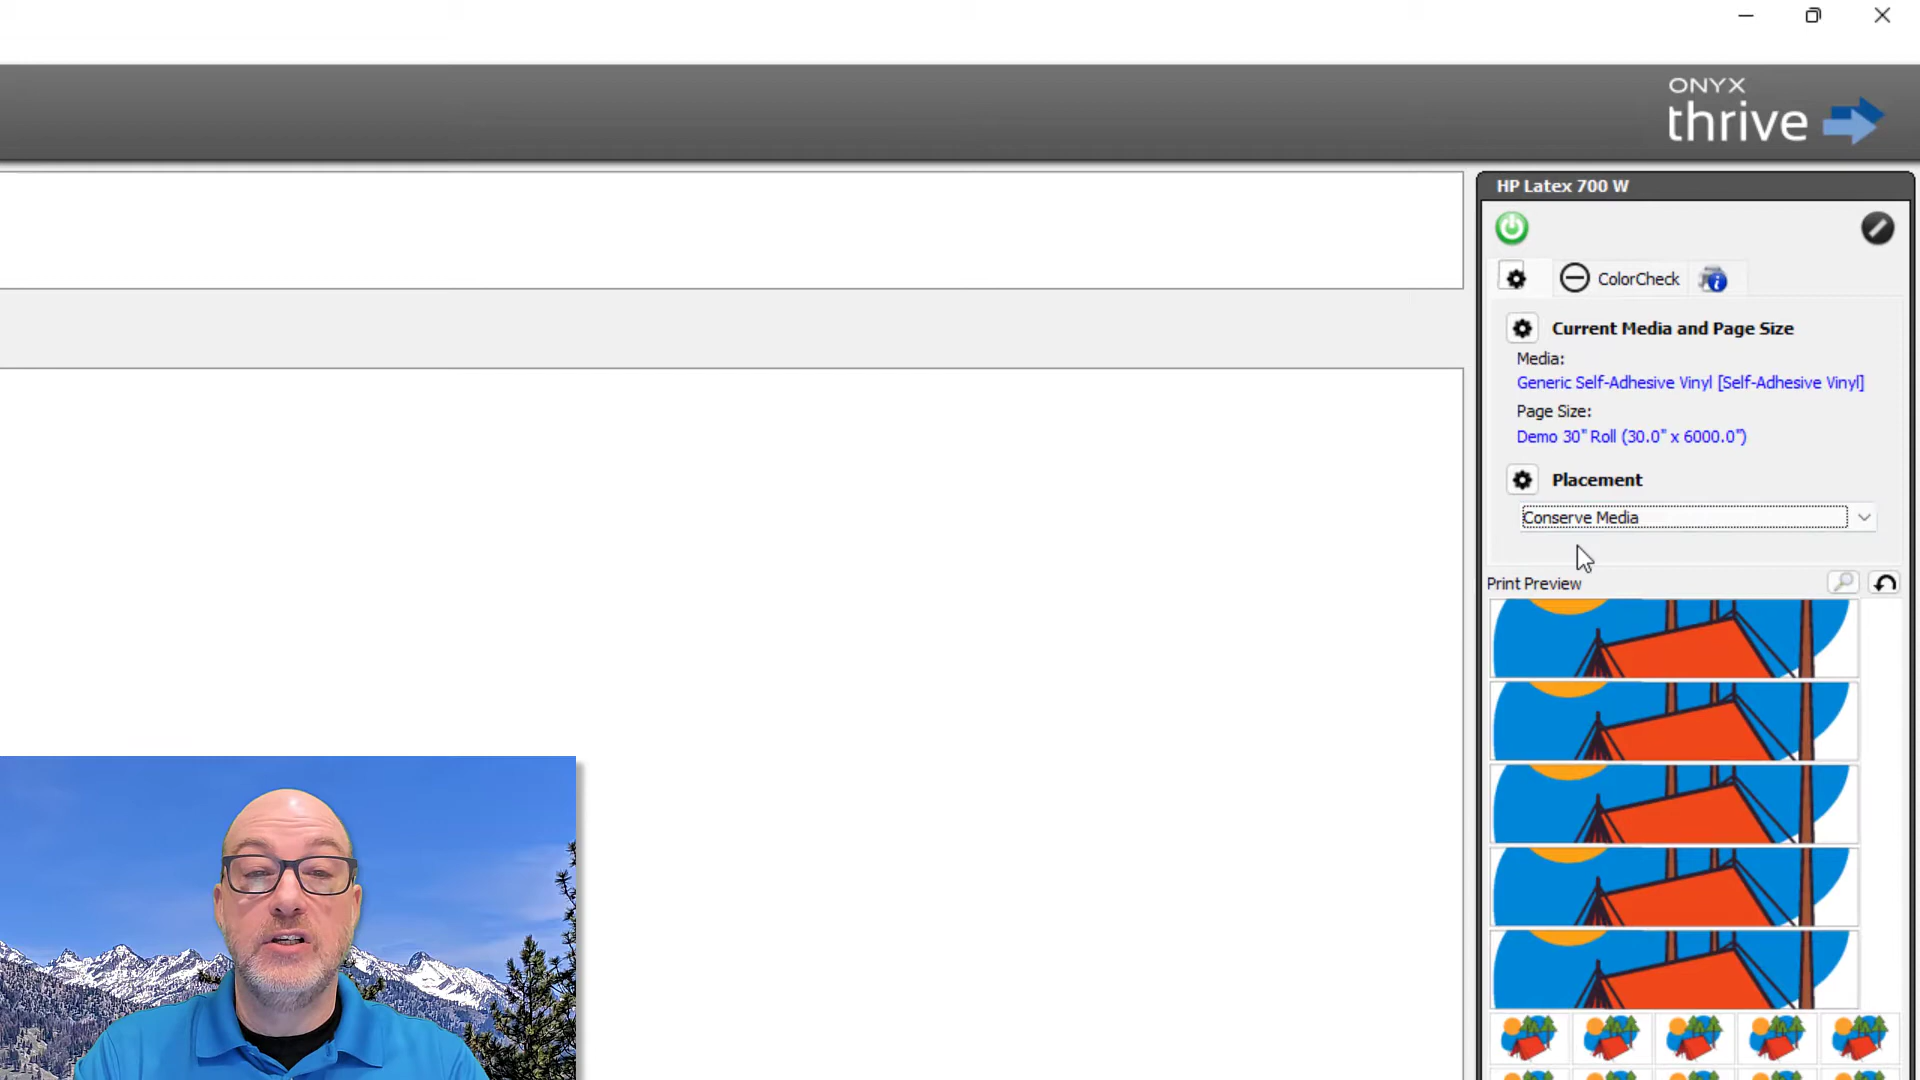 ONYX
thrive
HP Latex 700 W
ColorCheck
Current Media and Page Size
Media:
Generic Self-Adhesive Vinyl [Self-Adhesive Vinyl]
Page Size:
Demo 30" Roll (30.0" x 6000.0")
Placement
Conserve Media
Print Preview